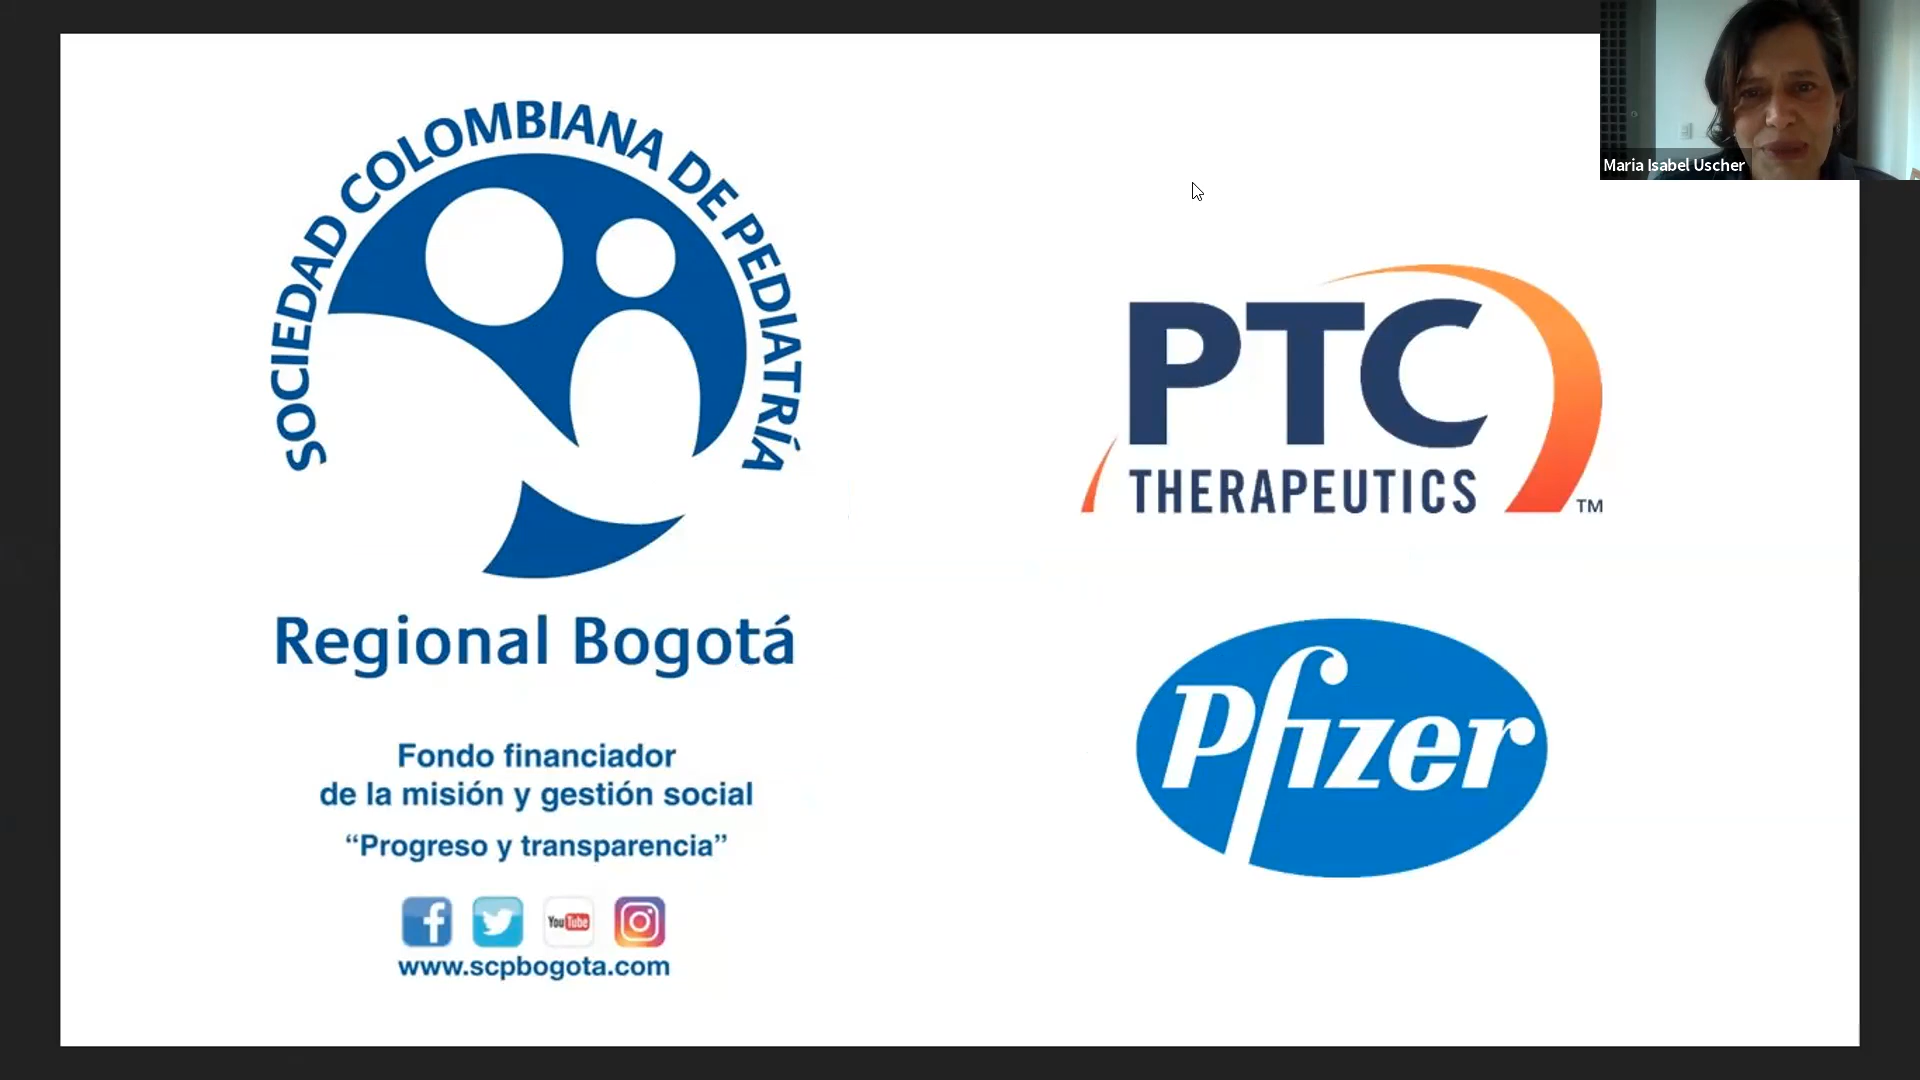 SOCIEDAD COLOMBIANA DE PEDIATRÍA
Regional Bogotá
Fondo financiador
de la misión y gestión social
“Progreso y transparencia”
f
You Tube
www.scpbogota.com
PTC
THERAPEUTICS
TM
Pfizer
Maria Isabel Uscher